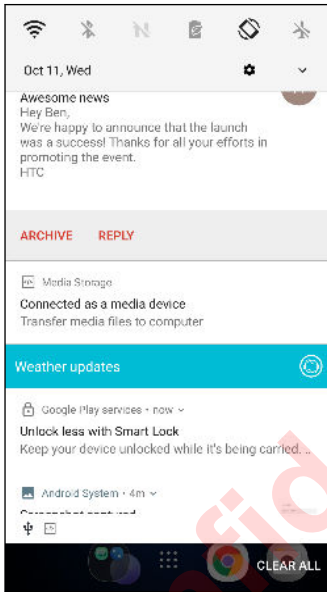 Oct 11, Wed
Awesome news
Hey Ben,
We're happy to announce that the launch
was a success! Thanks for all your efforts in
promoting the event.
HTC
ARCHIVE REPLY
Media Storage
Connected as a media device
Transfer media files to computer
Weather updates
Google Play services • now
Unlock less with Smart Lock
Keep your device unlocked while it's being carried. ..
Android System • 4m
Screenshot captured
CLEAR ALL